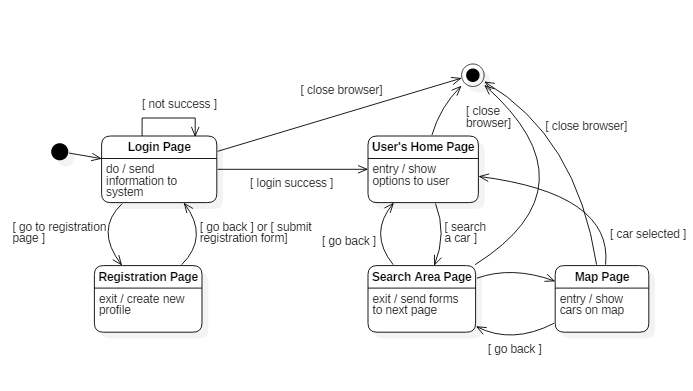 [ not success ]
[ close browser]
[ close
browser]
[ close browser]
Login Page
do / send
information to
system
[ login success ]
User's Home Page
entry / show
options to user
[ go to registration
page ]
[ go back ] or [ submit
registration form]
[ go back ]
[ search
a car ]
[ car selected ]
Registration Page
exit / create new
profile
Search Area Page
exit / send forms
to next page
Map Page
entry / show
cars on map
[ go back ]